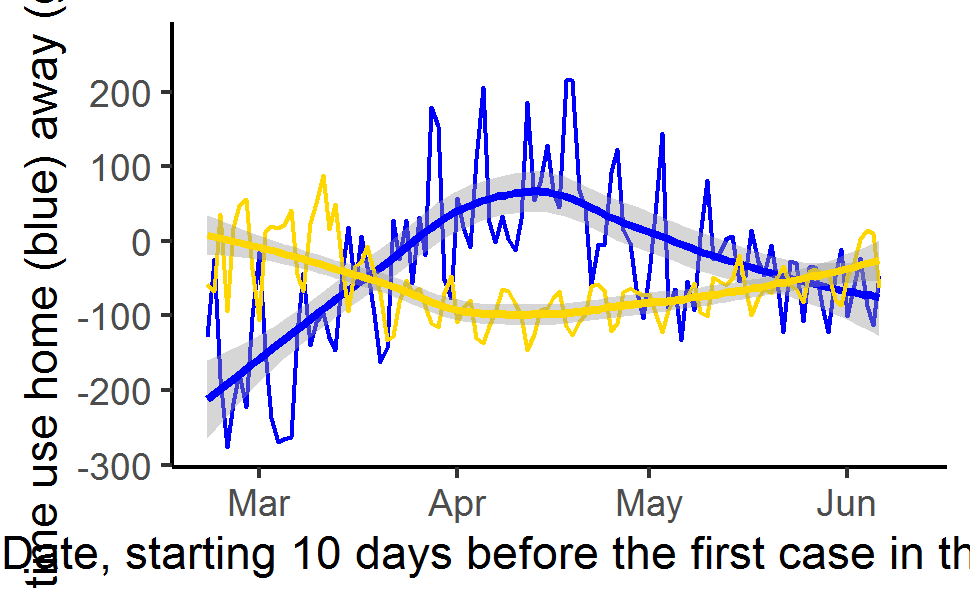 time use home (blue) away (
200
100
0
-100
-200
-300
Mar Apr May Jun
Date, starting 10 days before the first case in th